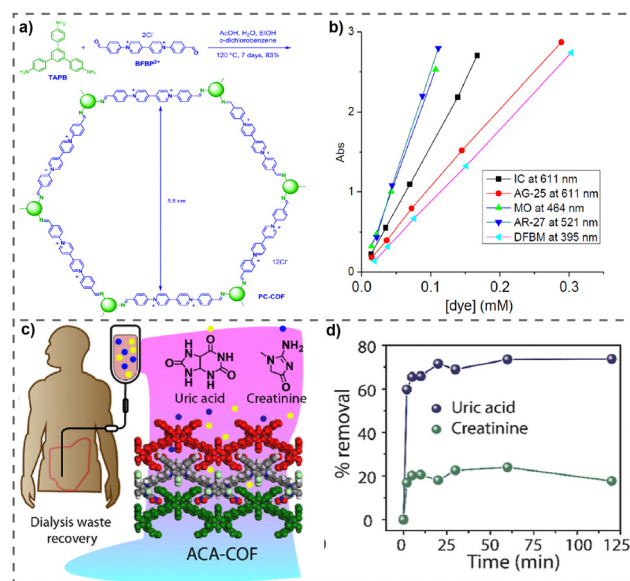 a)
NH₂
TAPB
H₂N
NH₂
+
2Cl⁻
BFBP²⁺
AcOH, H₂O, EtOH
o-dichlorobenzene
120 °C, 7 days, 83%
5.8 nm
12Cl⁻
PC-COF
b)
Abs
3
2
1
0
IC at 611 nm
AG-25 at 611 nm
MO at 464 nm
AR-27 at 521 nm
DFBM at 395 nm
0.0 0.1 0.2 0.3
[dye] (mM)
c)
Uric acid
Creatinine
NH₂
Dialysis waste
recovery
ACA-COF
d)
% removal
80
60
40
20
0
Uric acid
Creatinine
0 25 50 75 100 125
Time (min)